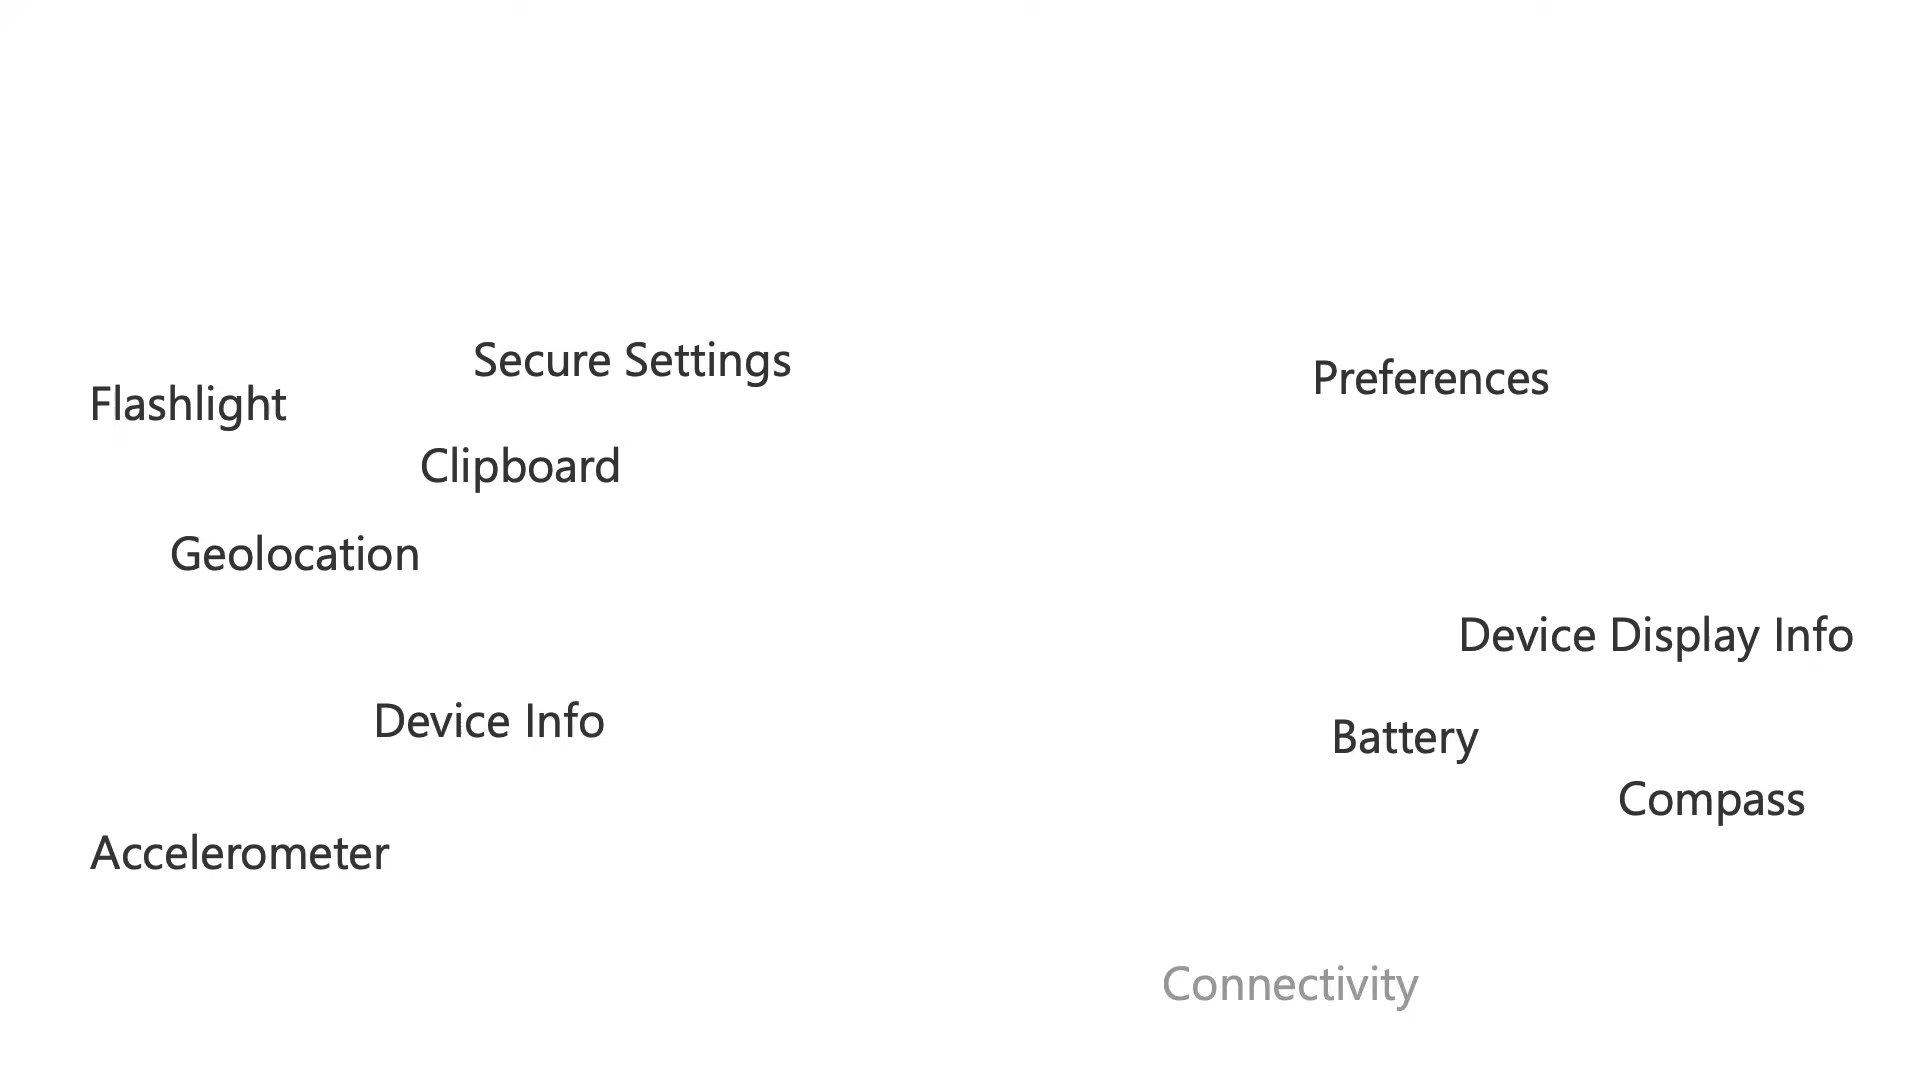 Secure Settings
Preferences
Flashlight
Clipboard
Geolocation
Device Display Info
Device Info
Battery
Compass
Accelerometer
Connectivity